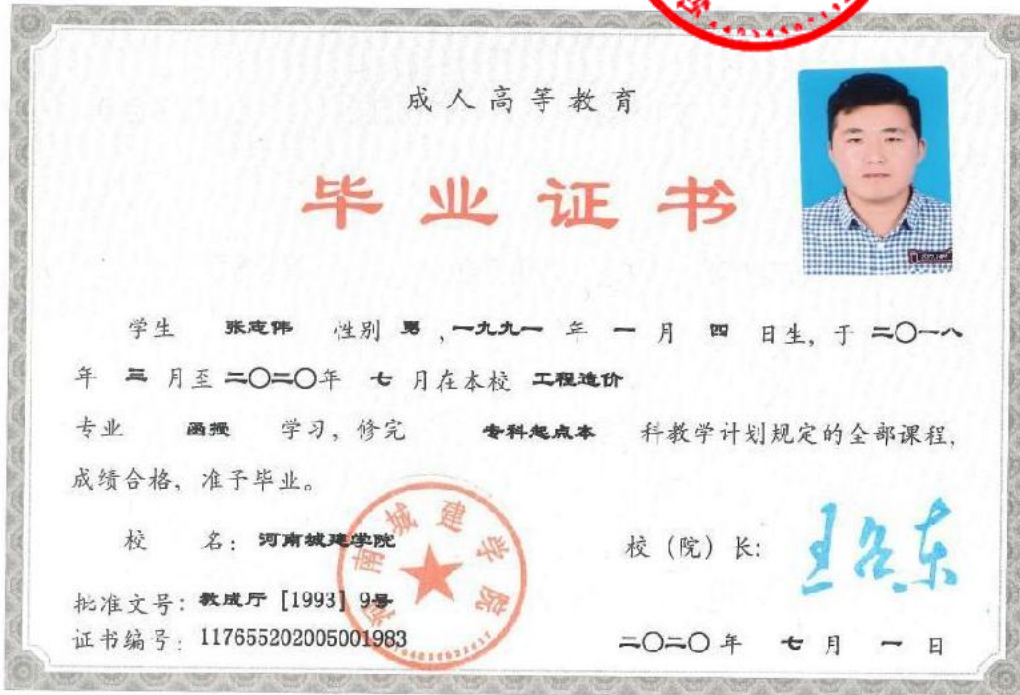 成人高等教育
毕业证书
学生 张志伟 性别 男，一九九一 年 一 月 四 日生，于 二〇一八
年 三 月至 二〇二〇年 七 月在本校 工程造价
专业 函授 学习，修完 专科起点本 科教学计划规定的全部课程，
成绩合格，准予毕业。
校 名：河南城建学院
校（院）长：
批准文号：教成厅 [1993] 9号
证书编号：117655202005001983
二〇二〇 年 七 月 一 日
河南城建学院